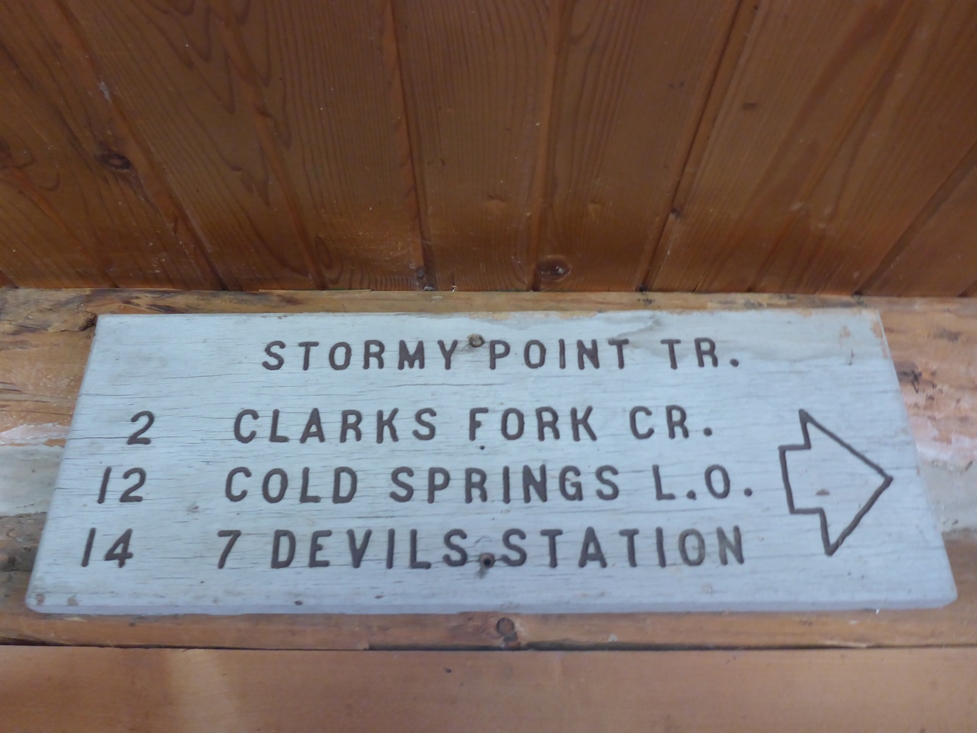 STORMY POINT TR.
2 CLARKS FORK CR.
12 COLD SPRINGS L.O.
14 7 DEVILS STATION